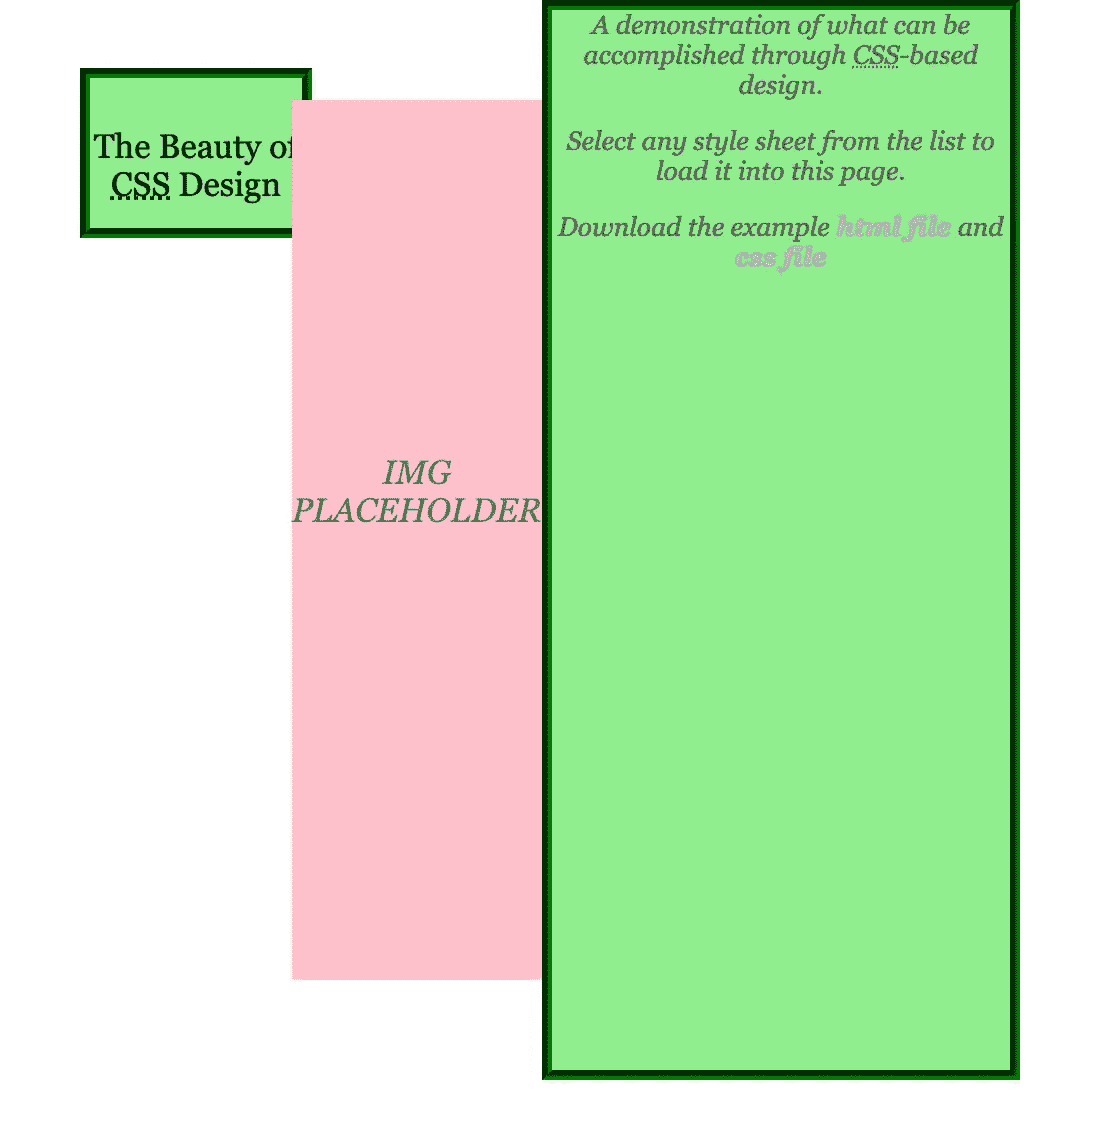 The Beauty of
CSS Design
IMG
PLACEHOLDER
A demonstration of what can be
accomplished through CSS-based
design.
Select any style sheet from the list to
load it into this page.
Download the example html file and
css file